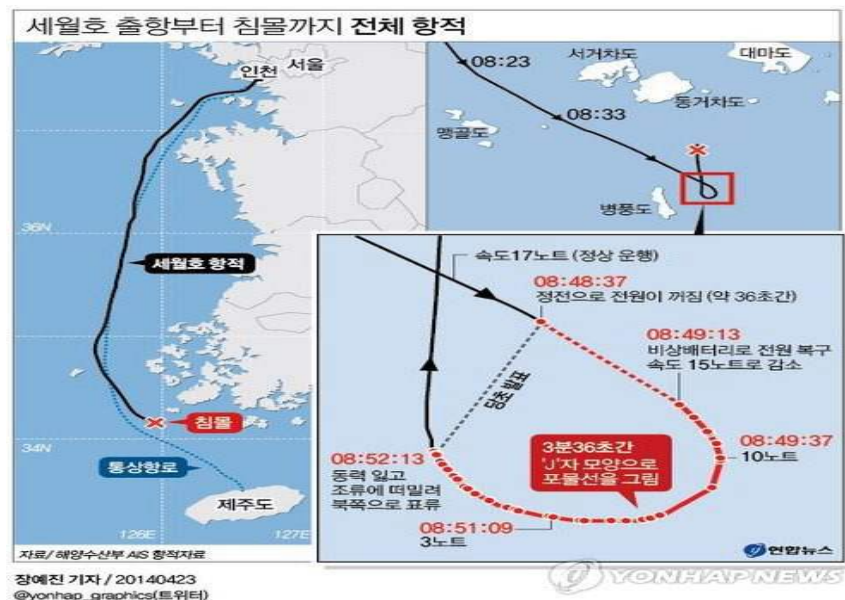 세월호 출항부터 침몰까지 전체 항적
인천
서울
36N
세월호 항적
침몰
34N
통상항로
제주도
126E
127E
08:23
서거차도
대마도
08:33
동거차도
맹골도
병풍도
속도17노트 (정상 운행)
08:48:37
정전으로 전원이 꺼짐 (약 36초간)
08:49:13
비상배터리로 전원 복구
속도 15노트로 감소
당초 발표
08:49:37
10노트
3분36초간
'J'자 모양으로
포물선을 그림
08:52:13
동력 잃고
조류에 떠밀려
북쪽으로 표류
08:51:09
3노트
자료/ 해양수산부 AIS 항적자료
연합뉴스
장예진 기자 / 20140423
@yonhap_graphics(트위터)
YONHAP NEWS